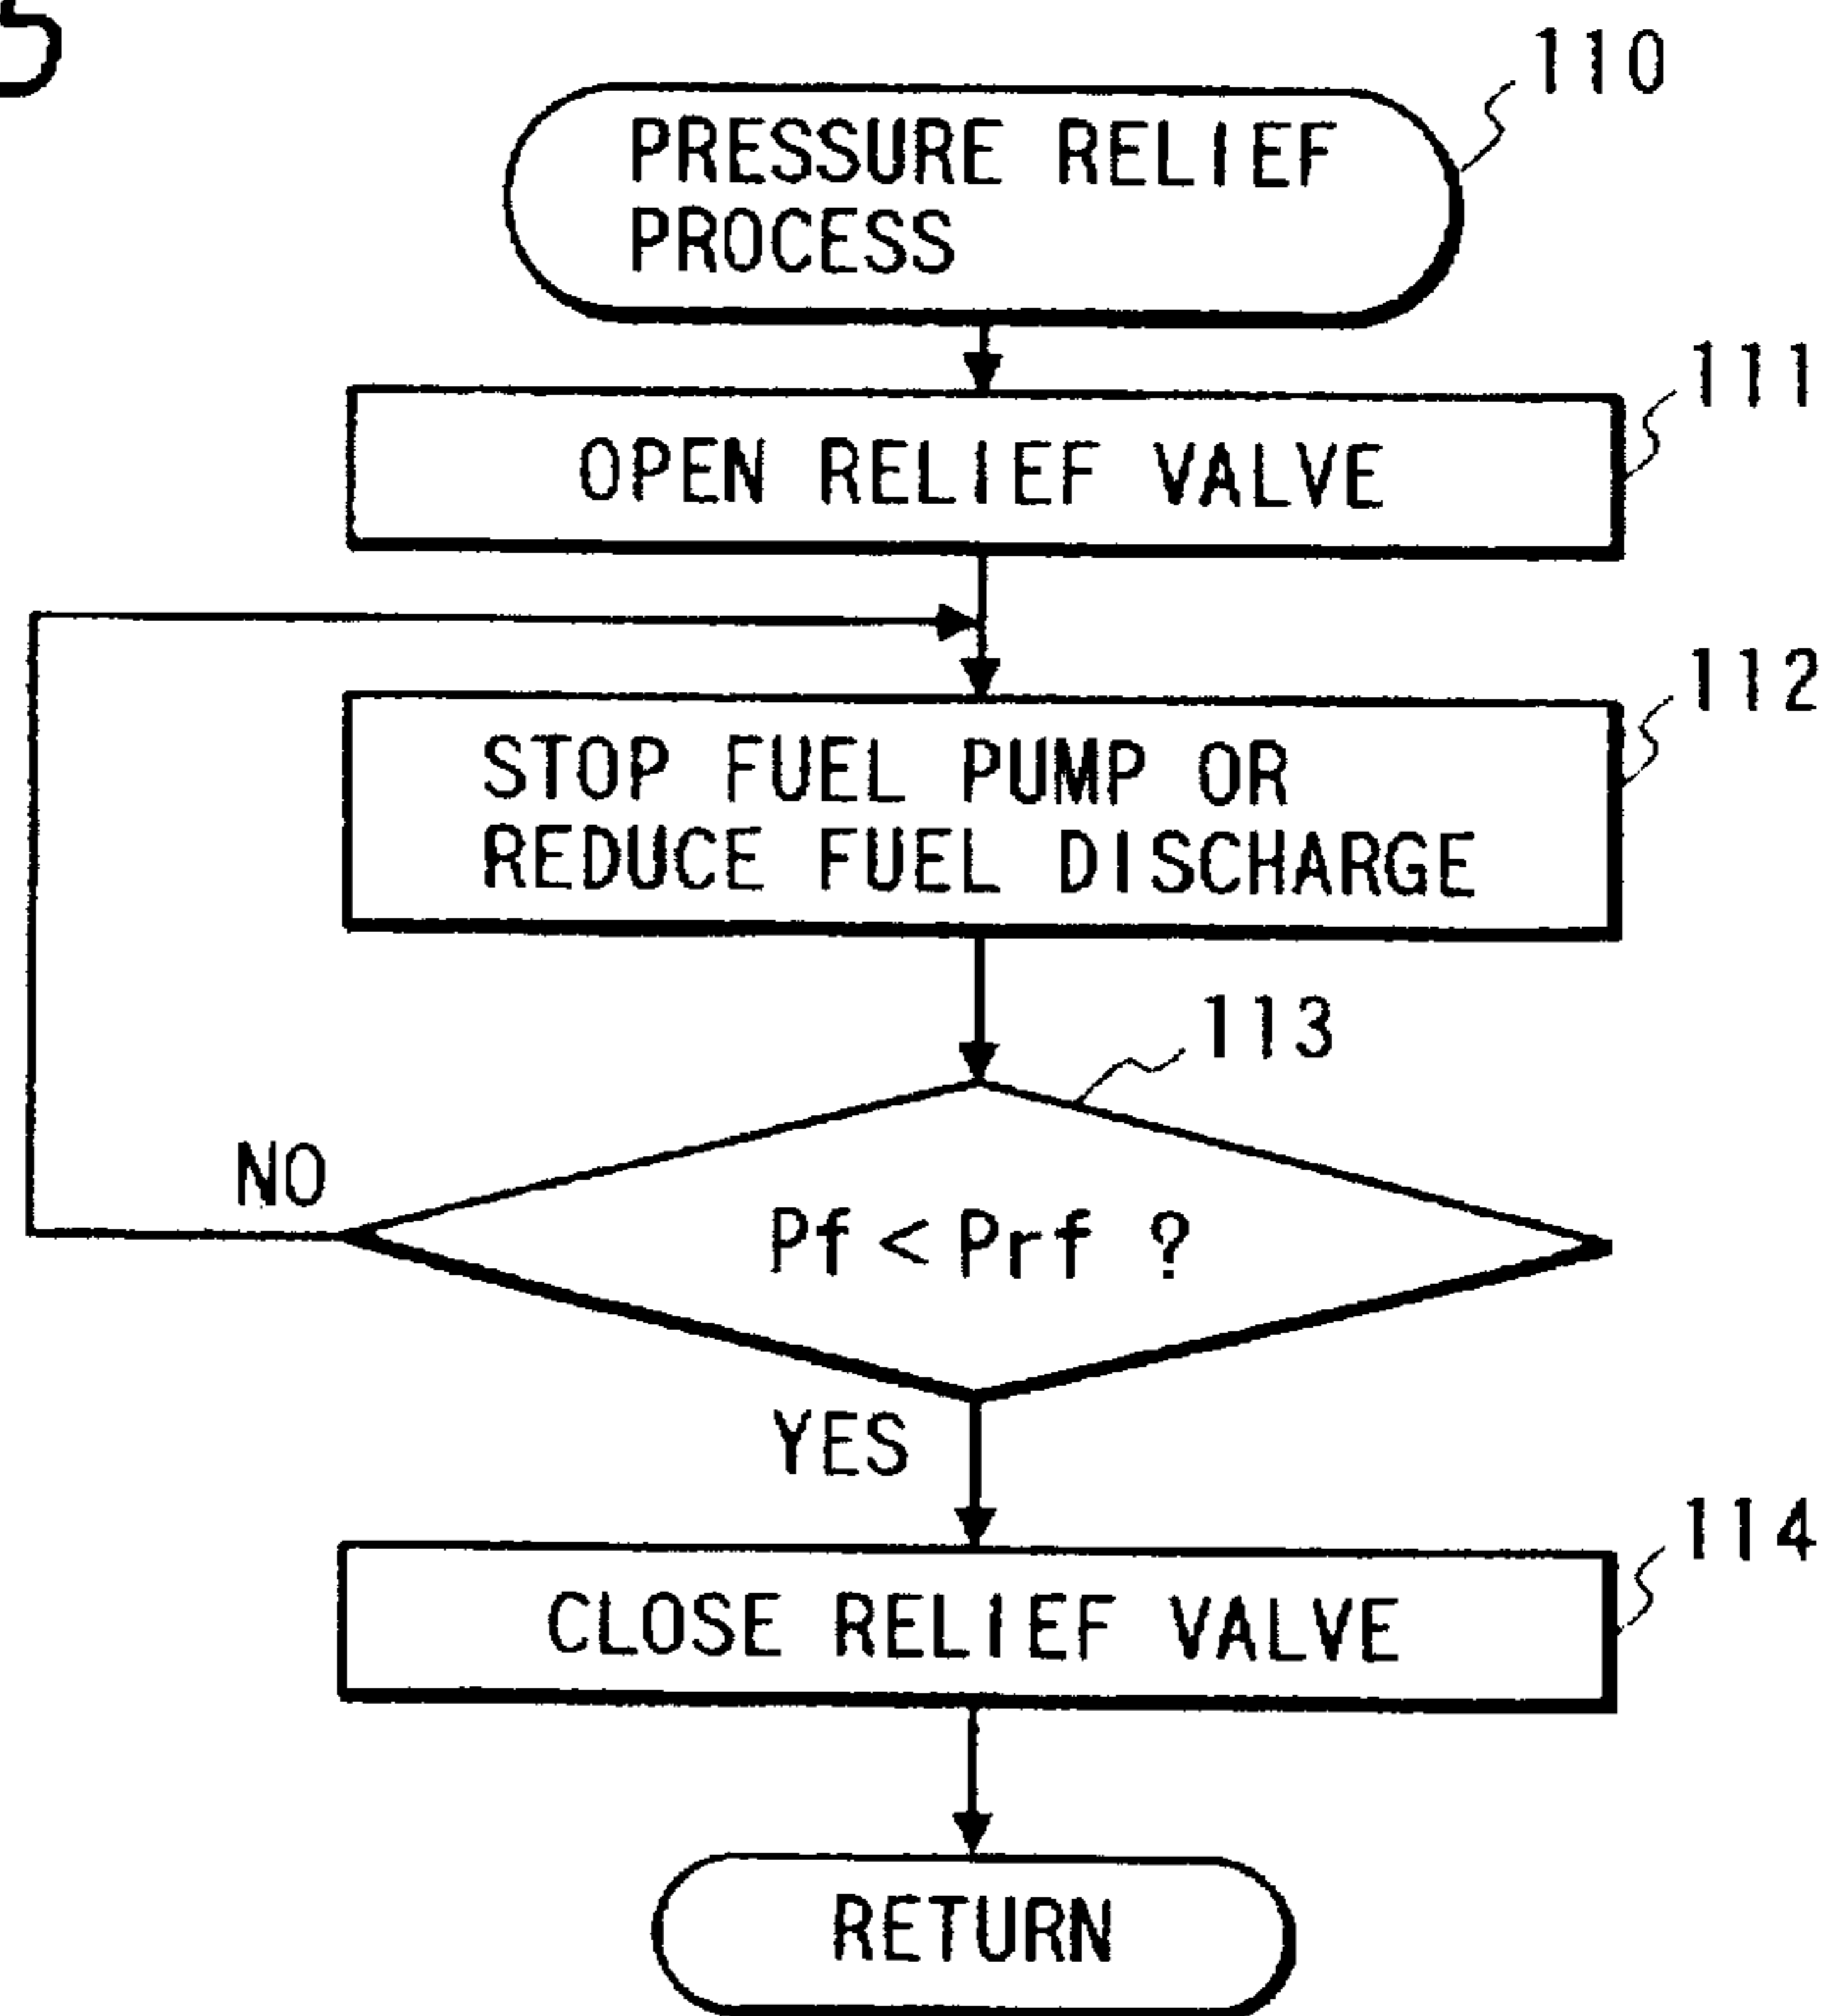 5
110
PRESSURE RELIEF
PROCESS
111
OPEN RELIEF VALVE
112
STOP FUEL PUMP OR
REDUCE FUEL DISCHARGE
113
NO
Pf < Prf ?
YES
114
CLOSE RELIEF VALVE
RETURN